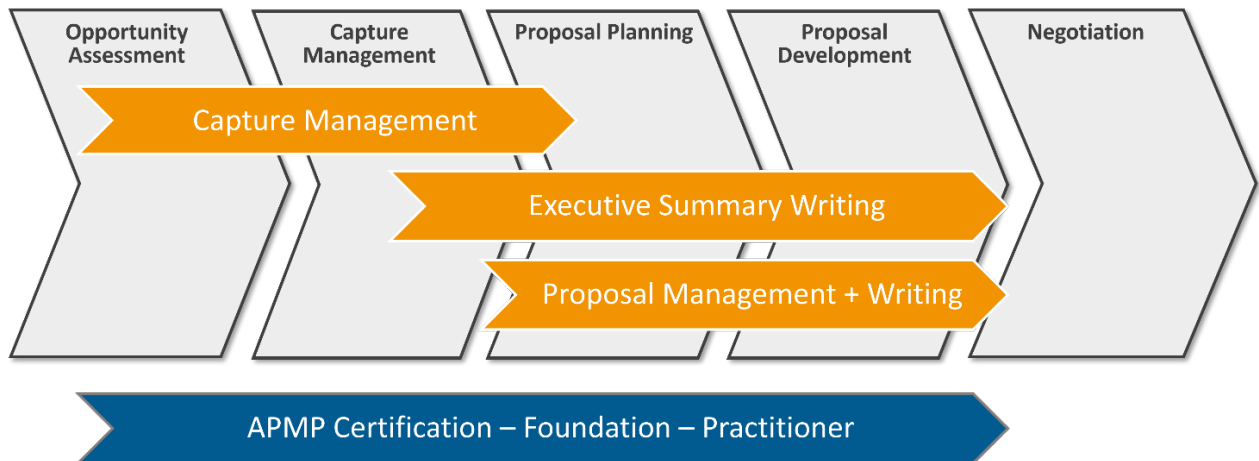 Opportunity
Assessment
Capture
Management
Proposal Planning
Proposal
Development
Negotiation
Capture Management
Executive Summary Writing
Proposal Management + Writing
APMP Certification – Foundation – Practitioner